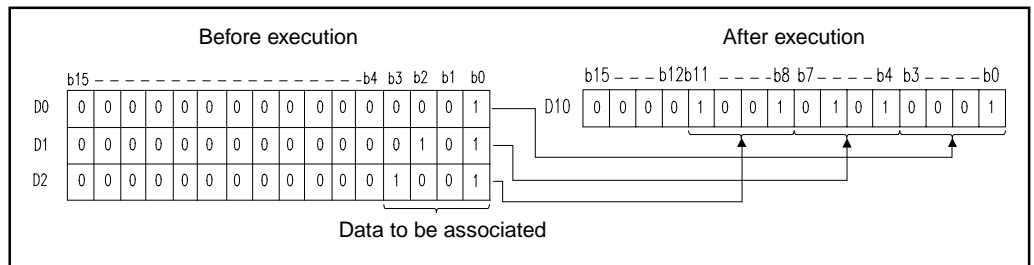 Before execution
After execution
b15 – – – – – – – – – – – – – – – – b4 b3 b2 b1 b0
b15 – – – b12b11 – – – –b8 b7– – – – b4 b3– – – –b0
D0 0 0 0 0 0 0 0 0 0 0 0 0 0 0 0 1
D10 0 0 0 0 1 0 0 1 0 1 0 1 0 0 0 1
D1 0 0 0 0 0 0 0 0 0 0 0 0 0 1 0 1
D2 0 0 0 0 0 0 0 0 0 0 0 0 1 0 0 1
Data to be associated